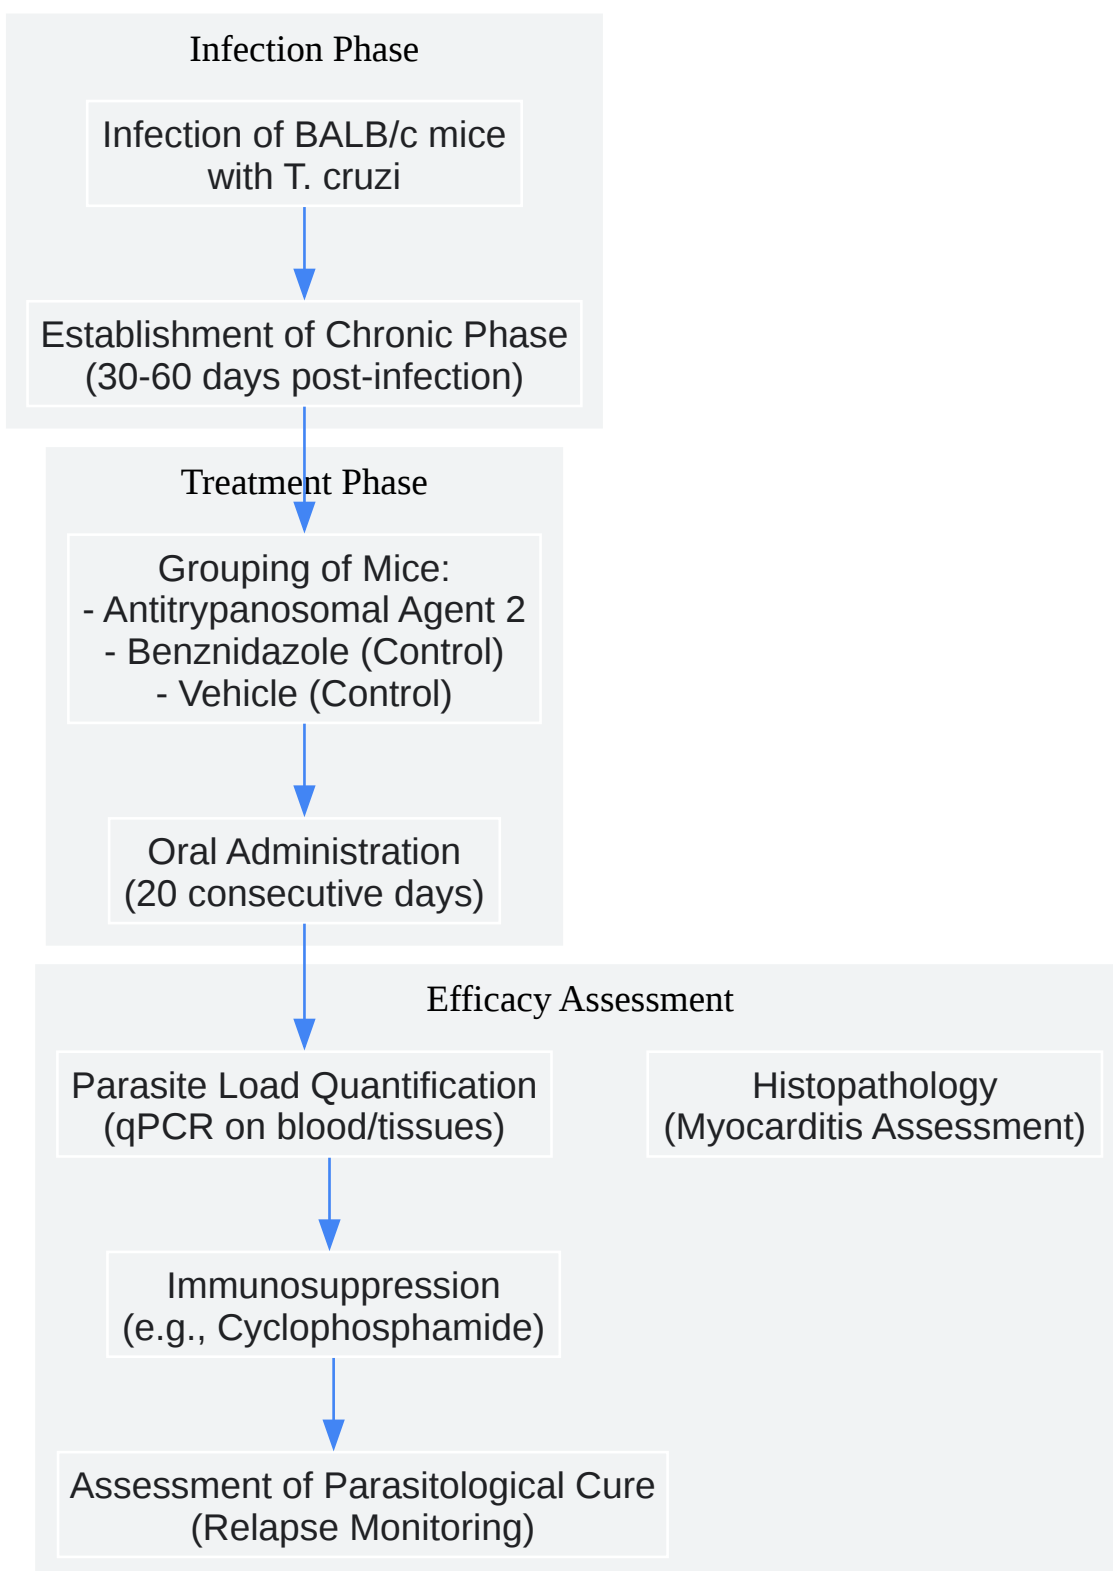 Infection Phase
Infection of BALB/c mice
with T. cruzi
Establishment of Chronic Phase
(30-60 days post-infection)
Treatment Phase
Grouping of Mice:
- Antitrypanosomal Agent 2
- Benznidazole (Control)
- Vehicle (Control)
Oral Administration
(20 consecutive days)
Efficacy Assessment
Parasite Load Quantification
(qPCR on blood/tissues)
Histopathology
(Myocarditis Assessment)
Immunosuppression
(e.g., Cyclophosphamide)
Assessment of Parasitological Cure
(Relapse Monitoring)